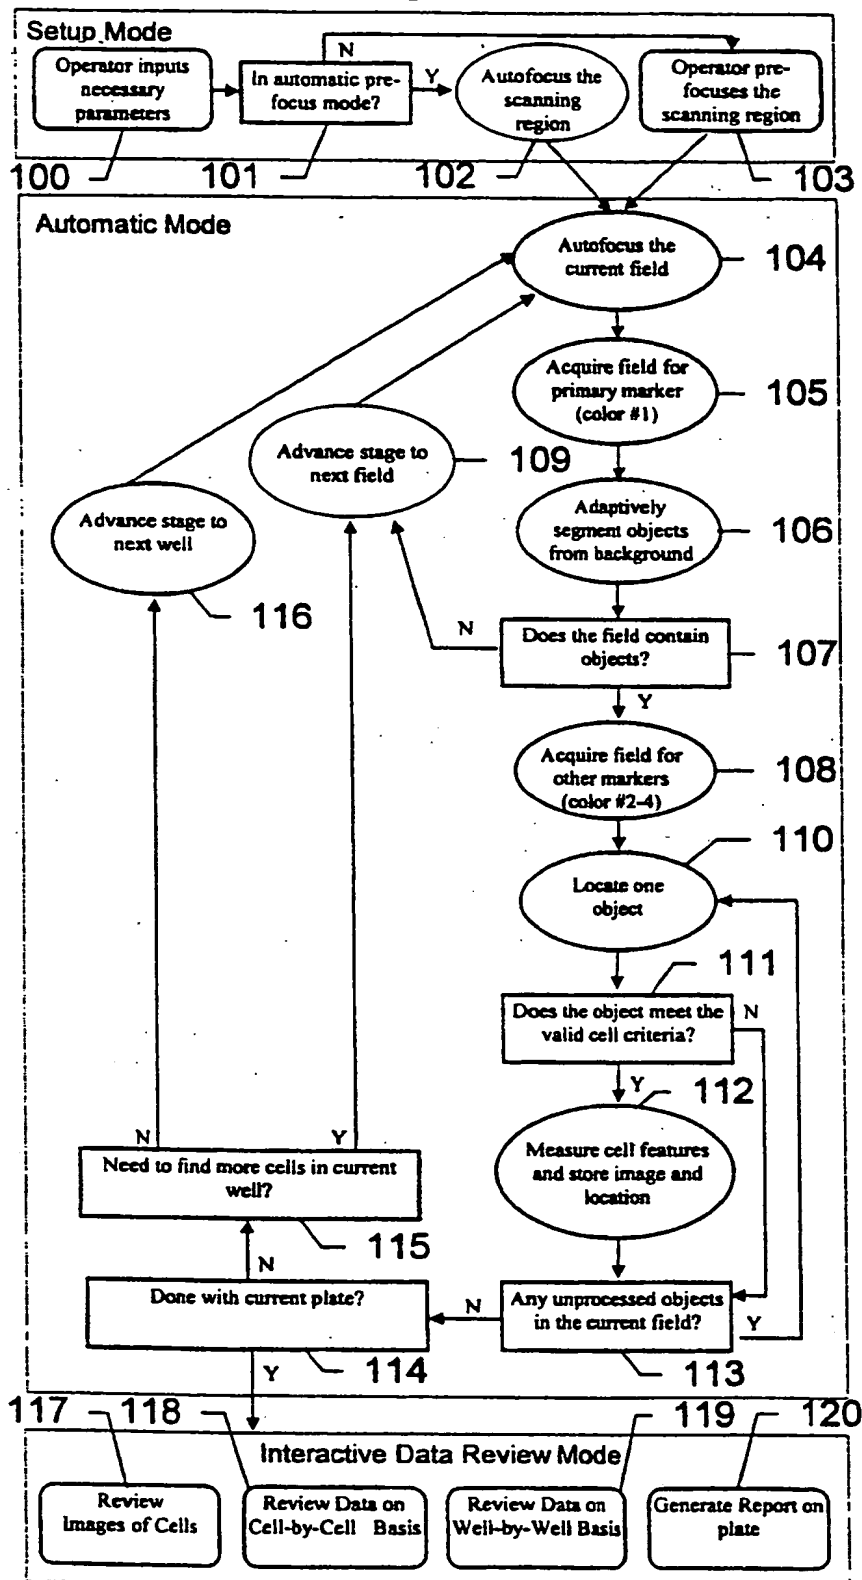 Setup Mode
Operator inputs
necessary
parameters
In automatic pre-
focus mode?
N
Y
Autofocus the
scanning
region
Operator pre-
focuses the
scanning region
100
101
102
103
Automatic Mode
Autofocus the
current field
104
Acquire field for
primary marker
(color #1)
105
Advance stage to
next field
109
Adaptively
segment objects
from background
106
Advance stage to
next well
116
Does the field contain
objects?
107
N
Y
Acquire field for
other markers
(color #2-4)
108
110
Locate one
object
111
Does the object meet the
valid cell criteria?
N
Y
112
Measure cell features
and store image and
location
N
Y
Need to find more cells in current
well?
115
N
Done with current plate?
114
Y
N
Any unprocessed objects
in the current field?
Y
113
117
118
119
120
Interactive Data Review Mode
Review
Images of Cells
Review Data on
Cell-by-Cell Basis
Review Data on
Well-by-Well Basis
Generate Report on
plate